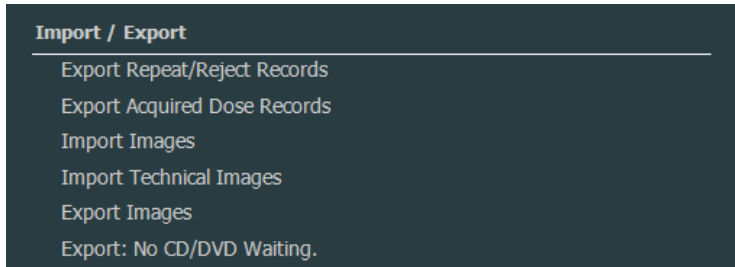 Import / Export
Export Repeat/Reject Records
Export Acquired Dose Records
Import Images
Import Technical Images
Export Images
Export: No CD/DVD Waiting.